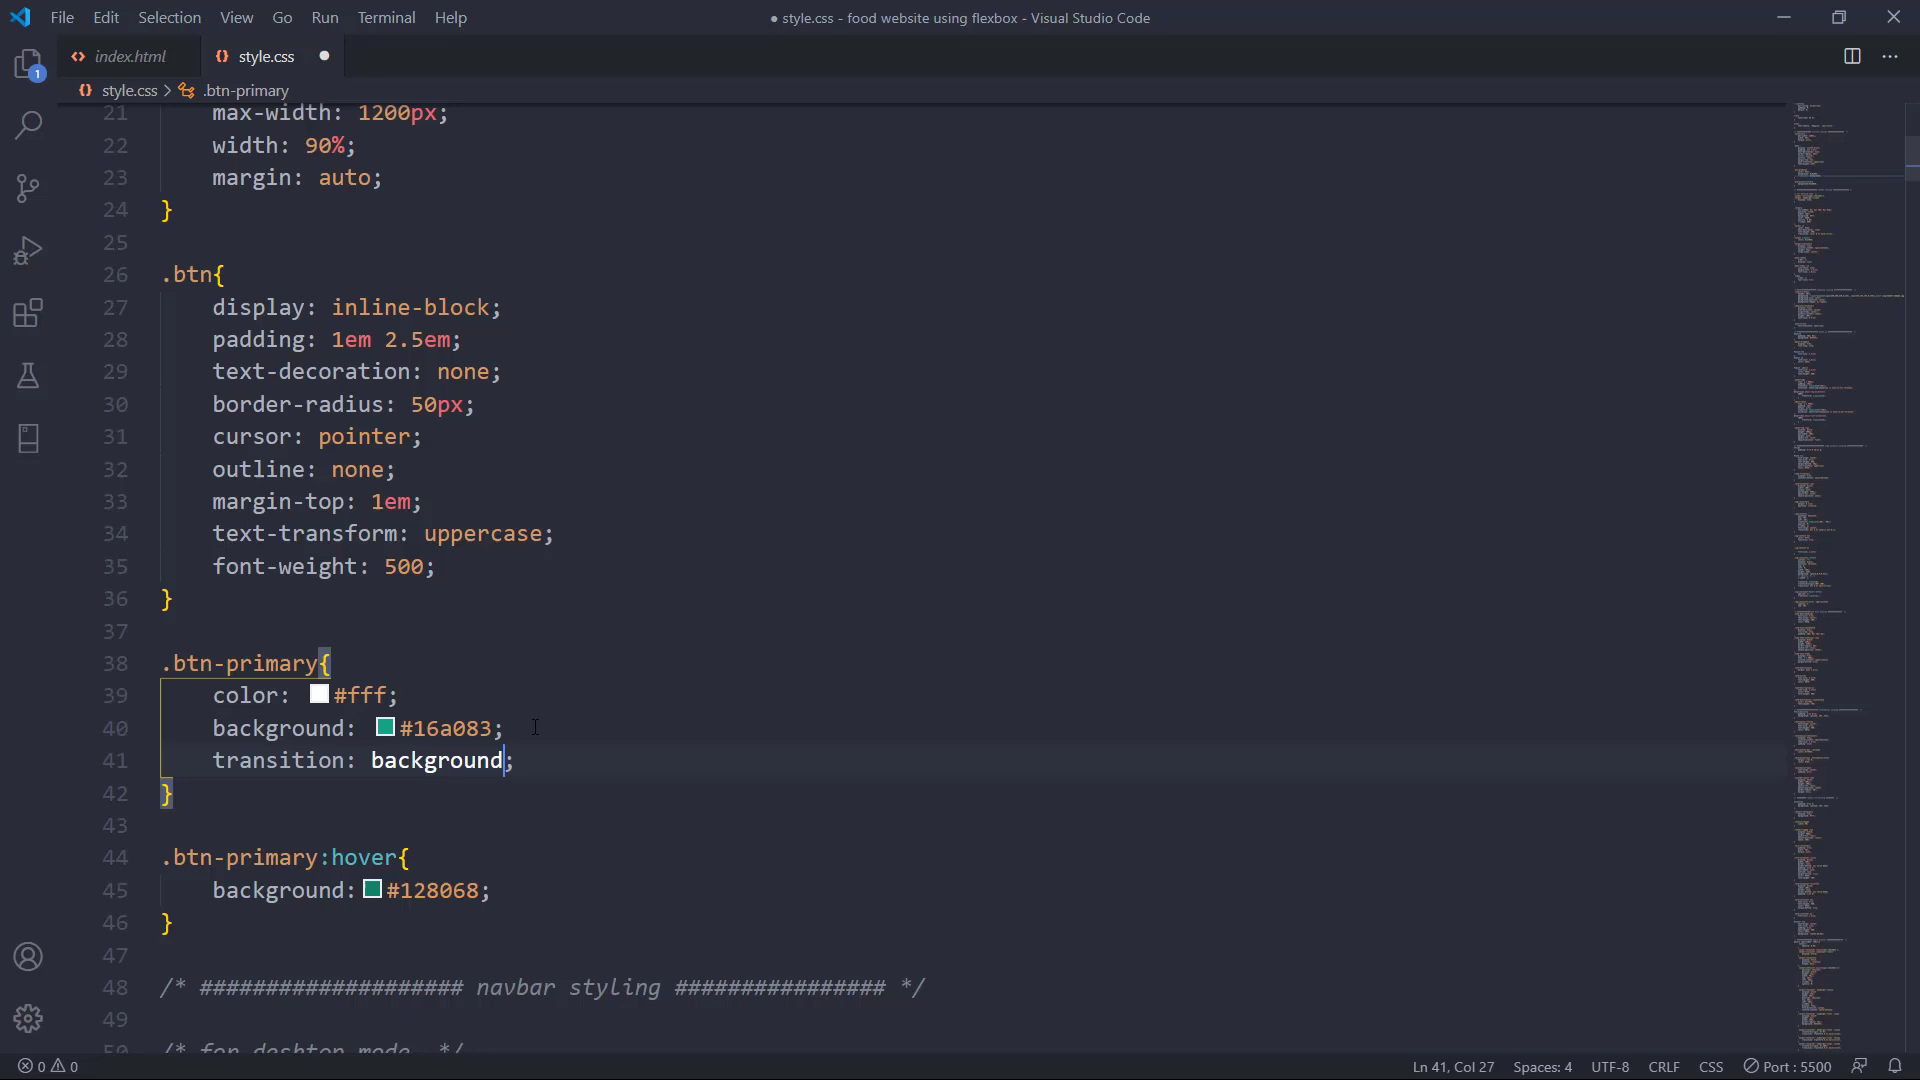 File Edit Selection View Go Run Terminal Help ● style.css - food website using flexbox - Visual Studio Code
index.html style.css
style.css > .btn-primary
21 max-width: 1200px;
22 width: 90%;
23 margin: auto;
24 }
25
26 .btn{
27 display: inline-block;
28 padding: 1em 2.5em;
29 text-decoration: none;
30 border-radius: 50px;
31 cursor: pointer;
32 outline: none;
33 margin-top: 1em;
34 text-transform: uppercase;
35 font-weight: 500;
36 }
37
38 .btn-primary{
39 color: #fff;
40 background: #16a083;
41 transition: background;
42 }
43
44 .btn-primary:hover{
45 background: #128068;
46 }
47
48 /* #################### navbar styling ################ */
49
50 /* for deshtop mode */
1
0 0 Ln 41, Col 27 Spaces: 4 UTF-8 CRLF CSS Port : 5500